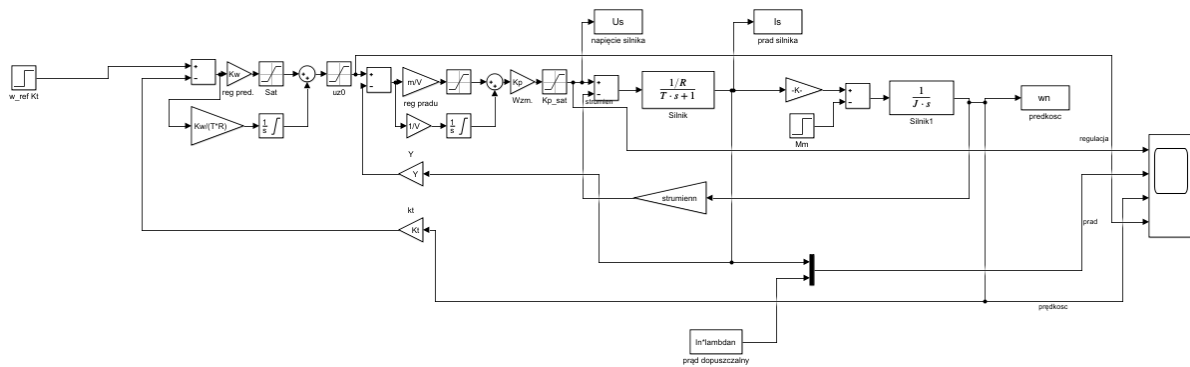 Us
napięcie silnika
Is
prad silnika
w_ref Kt
+
−
Kw
reg pred.
Sat
+
+
uz0
+
−
m/V
reg pradu
+
+
Kp
Wzm.
Kp_sat
+
−
strumien
1/R
T · s + 1
Silnik
-K-
+
−
Mm
1
J · s
Silnik1
wn
predkosc
Kw/(T*R)
1
s
1/V
1
s
regulacja
Y
Y
strumienn
kt
Kt
prad
prędkosc
In*lambdan
prąd dopuszczalny